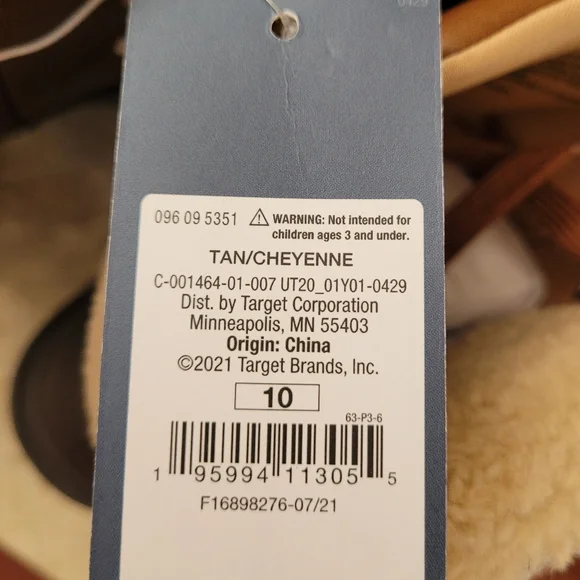 0429
096 09 5351 ⚠ WARNING: Not intended for
children ages 3 and under.
TAN/CHEYENNE
C-001464-01-007 UT20_01Y01-0429
Dist. by Target Corporation
Minneapolis, MN 55403
Origin: China
©2021 Target Brands, Inc.
10
63-P3-6
1 95994 11305 5
F16898276-07/21